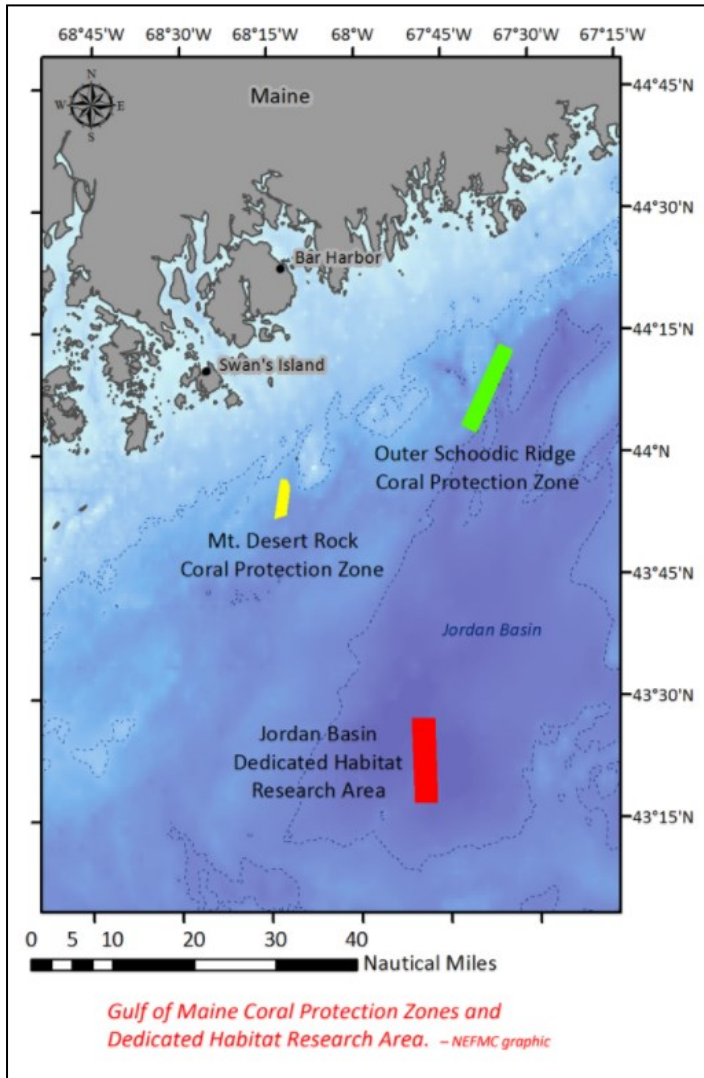 68°45'W 68°30'W 68°15'W 68°W 67°45'W 67°30'W 67°15'W
N
W E
S
Maine
44°45'N
44°30'N
Bar Harbor
44°15'N
Swan's Island
44°N
Outer Schoodic Ridge
Coral Protection Zone
Mt. Desert Rock
Coral Protection Zone
43°45'N
Jordan Basin
43°30'N
Jordan Basin
Dedicated Habitat
Research Area
43°15'N
0 5 10 20 30 40
Nautical Miles
Gulf of Maine Coral Protection Zones and
Dedicated Habitat Research Area. – NEFMC graphic